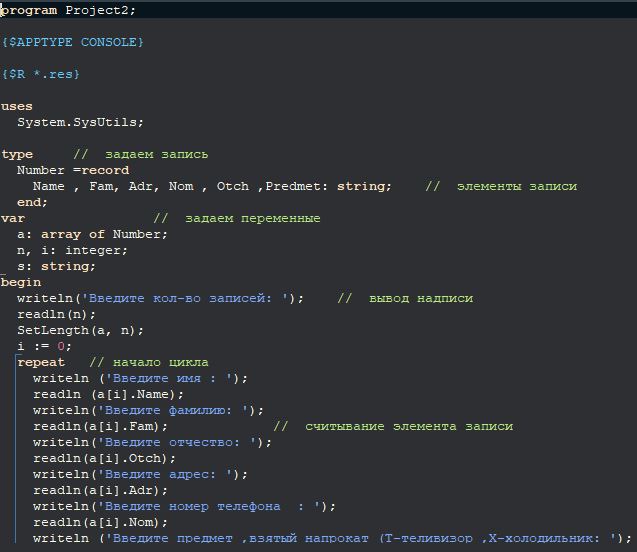 program Project2;
{$APPTYPE CONSOLE}
{$R *.res}
uses
System.SysUtils;
type // задаем запись
Number =record
Name , Fam, Adr, Nom , Otch ,Predmet: string; // элементы записи
end;
var // задаем переменные
a: array of Number;
n, i: integer;
s: string;
begin
writeln('Введите кол-во записей: '); // вывод надписи
readln(n);
SetLength(a, n);
i := 0;
repeat // начало цикла
writeln ('Введите имя : ');
readln (a[i].Name);
writeln('Введите фамилию: ');
readln(a[i].Fam); // считывание элемента записи
writeln('Введите отчество: ');
readln(a[i].Otch);
writeln('Введите адрес: ');
readln(a[i].Adr);
writeln('Введите номер телефона : ');
readln(a[i].Nom);
writeln ('Введите предмет ,взятый напрокат (Т-теливизор ,Х-холодильник: ');